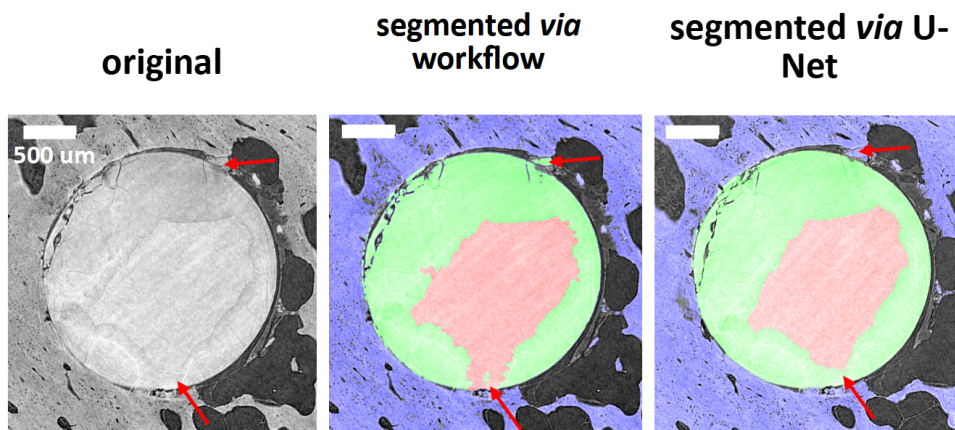 original
segmented via
workflow
segmented via U-
Net
500 um